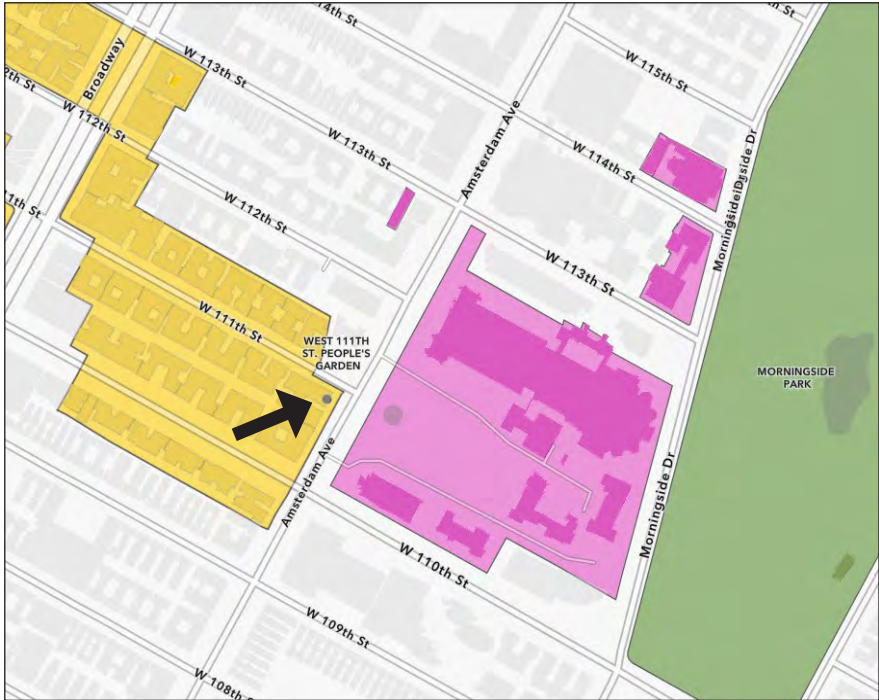 14th St
W 113th St
Broadway
W 115th St
2th St
W 112th St
W 113th St
Amsterdam Ave
W 114th St
Morningside Dr
11th St
W 112th St
W 113th St
W 111th St
WEST 111TH
ST. PEOPLE'S
GARDEN
MORNINGSIDE
PARK
Amsterdam Ave
Morningside Dr
W 110th St
W 109th St
W 108th S